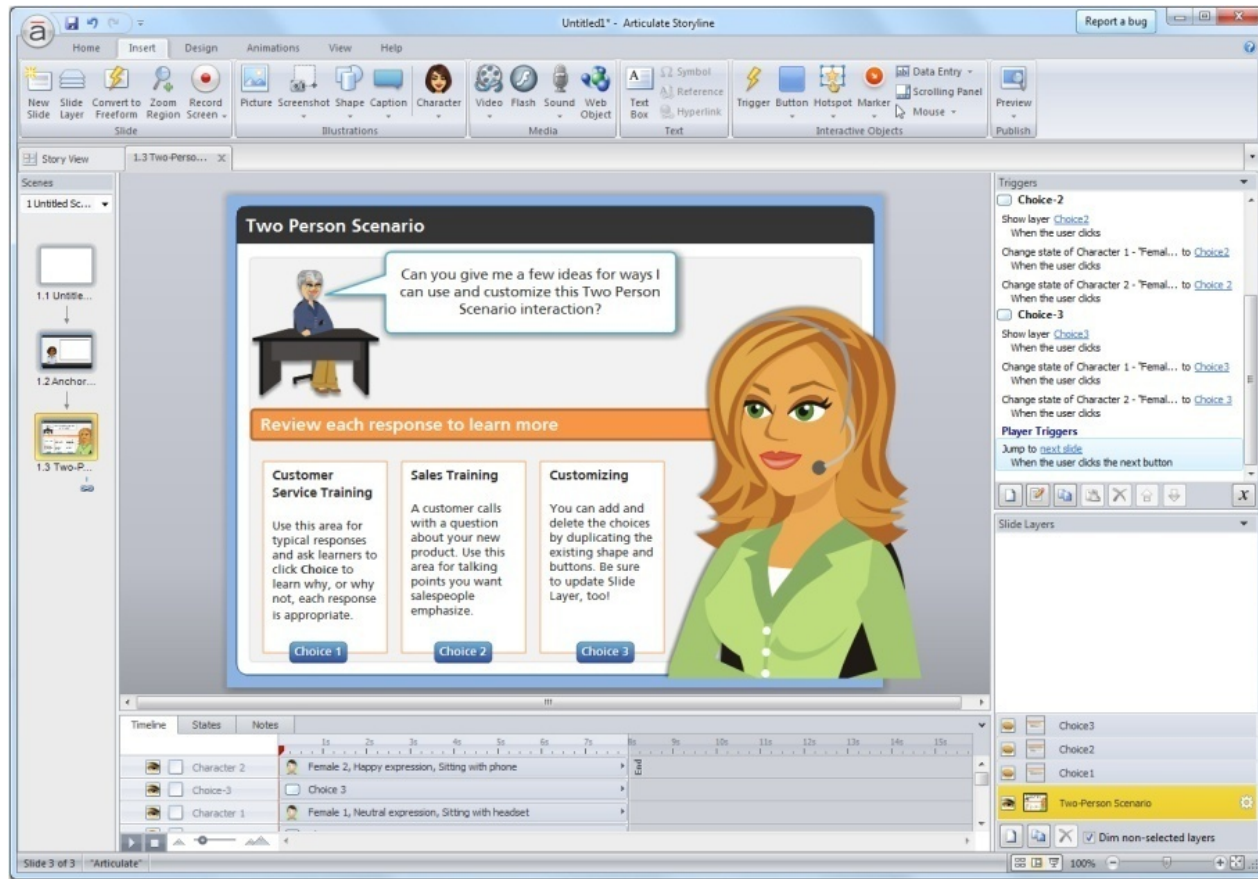 Untitled1* - Articulate Storyline
Report a bug
Home Insert Design Animations View Help
New Slide
Slide Layer
Convert to Freeform
Zoom Region
Record Screen
Slide
Picture
Screenshot
Shape
Caption
Character
Illustrations
Video
Flash
Sound
Web Object
Media
Text Box
Symbol
Reference
Hyperlink
Text
Trigger
Button
Hotspot
Marker
Data Entry
Scrolling Panel
Mouse
Interactive Objects
Preview
Publish
Story View
1.3 Two-Perso... X
Scenes
1 Untitled Sc...
1.1 Untitle...
1.2 Anchor...
1.3 Two-P...
Two Person Scenario
Can you give me a few ideas for ways I
can use and customize this Two Person
Scenario interaction?
Review each response to learn more
Customer
Service Training
Use this area for
typical responses
and ask learners to
click Choice to
learn why, or why
not, each response
is appropriate.
Choice 1
Sales Training
A customer calls
with a question
about your new
product. Use this
area for talking
points you want
salespeople
emphasize.
Choice 2
Customizing
You can add and
delete the choices
by duplicating the
existing shape and
buttons. Be sure
to update Slide
Layer, too!
Choice 3
Triggers
Choice-2
Show layer Choice2
When the user clicks
Change state of Character 1 - "Femal... to Choice2
When the user clicks
Change state of Character 2 - "Femal... to Choice 2
When the user clicks
Choice-3
Show layer Choice3
When the user clicks
Change state of Character 1 - "Femal... to Choice3
When the user clicks
Change state of Character 2 - "Femal... to Choice 3
When the user clicks
Player Triggers
Jump to next slide
When the user clicks the next button
Slide Layers
Choice3
Choice2
Choice1
Two-Person Scenario
Dim non-selected layers
Timeline States Notes
1s 2s 3s 4s 5s 6s 7s 8s 9s 10s 11s 12s 13s 14s 15s
End
Character 2 Female 2, Happy expression, Sitting with phone
Choice-3 Choice 3
Character 1 Female 1, Neutral expression, Sitting with headset
Slide 3 of 3 "Articulate"
100%